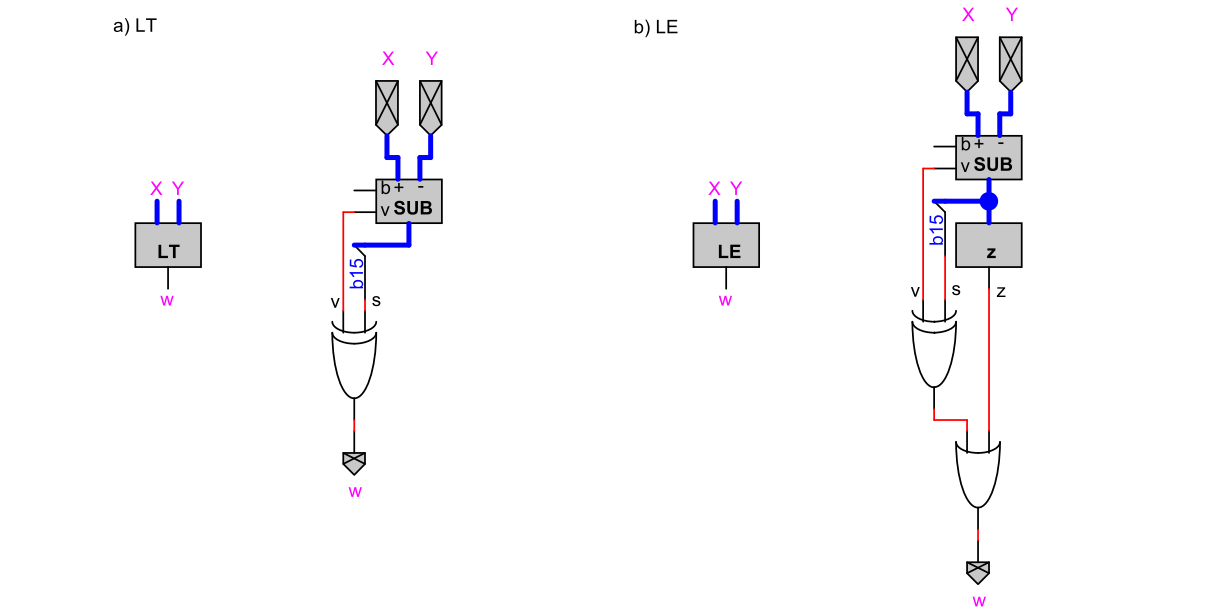 a) LT
X Y
b + -
v SUB
X Y
LT
w
b15
v s
w
b) LE
X Y
b + -
v SUB
X Y
LE
w
b15
z
v s z
w